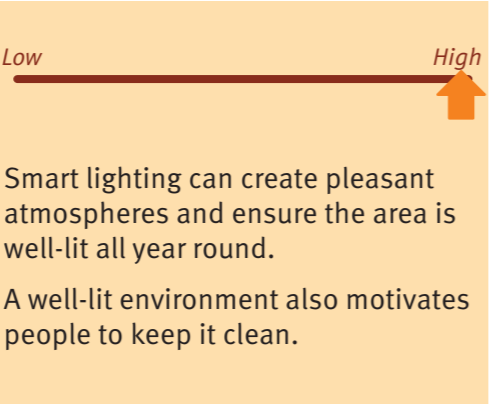 Low High
Smart lighting can create pleasant
atmospheres and ensure the area is
well-lit all year round.
A well-lit environment also motivates
people to keep it clean.